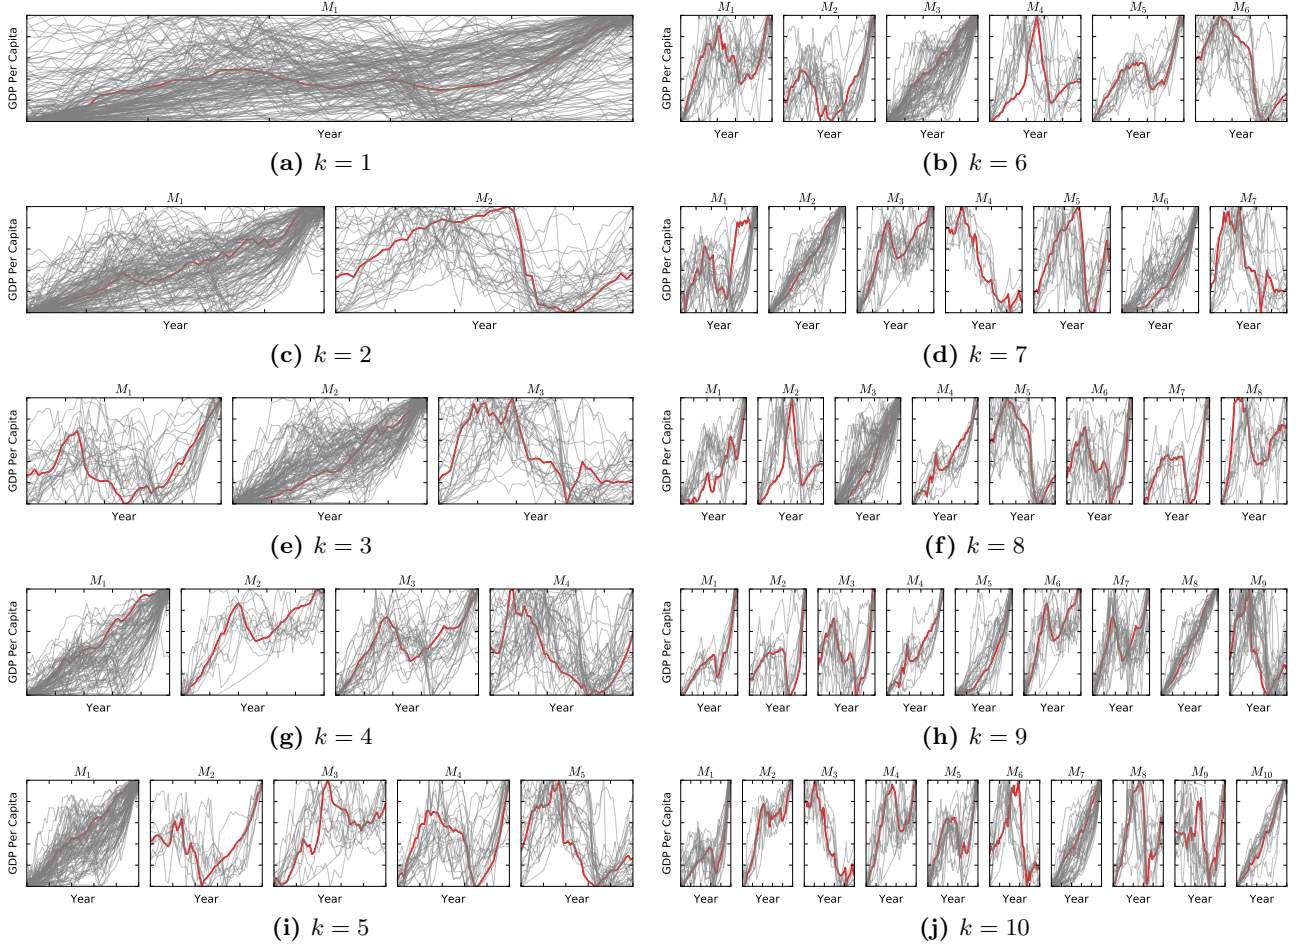 M1
GDP Per Capita
Year
(a) k = 1
M1 M2 M3 M4 M5 M6
GDP Per Capita
Year Year Year Year Year Year
(b) k = 6
M1 M2
GDP Per Capita
Year Year
(c) k = 2
M1 M2 M3 M4 M5 M6 M7
GDP Per Capita
Year Year Year Year Year Year Year
(d) k = 7
M1 M2 M3
GDP Per Capita
Year Year Year
(e) k = 3
M1 M2 M3 M4 M5 M6 M7 M8
GDP Per Capita
Year Year Year Year Year Year Year Year
(f) k = 8
M1 M2 M3 M4
GDP Per Capita
Year Year Year Year
(g) k = 4
M1 M2 M3 M4 M5 M6 M7 M8 M9
GDP Per Capita
Year Year Year Year Year Year Year Year Year
(h) k = 9
M1 M2 M3 M4 M5
GDP Per Capita
Year Year Year Year Year
(i) k = 5
M1 M2 M3 M4 M5 M6 M7 M8 M9 M10
GDP Per Capita
Year Year Year Year Year Year Year Year Year Year
(j) k = 10